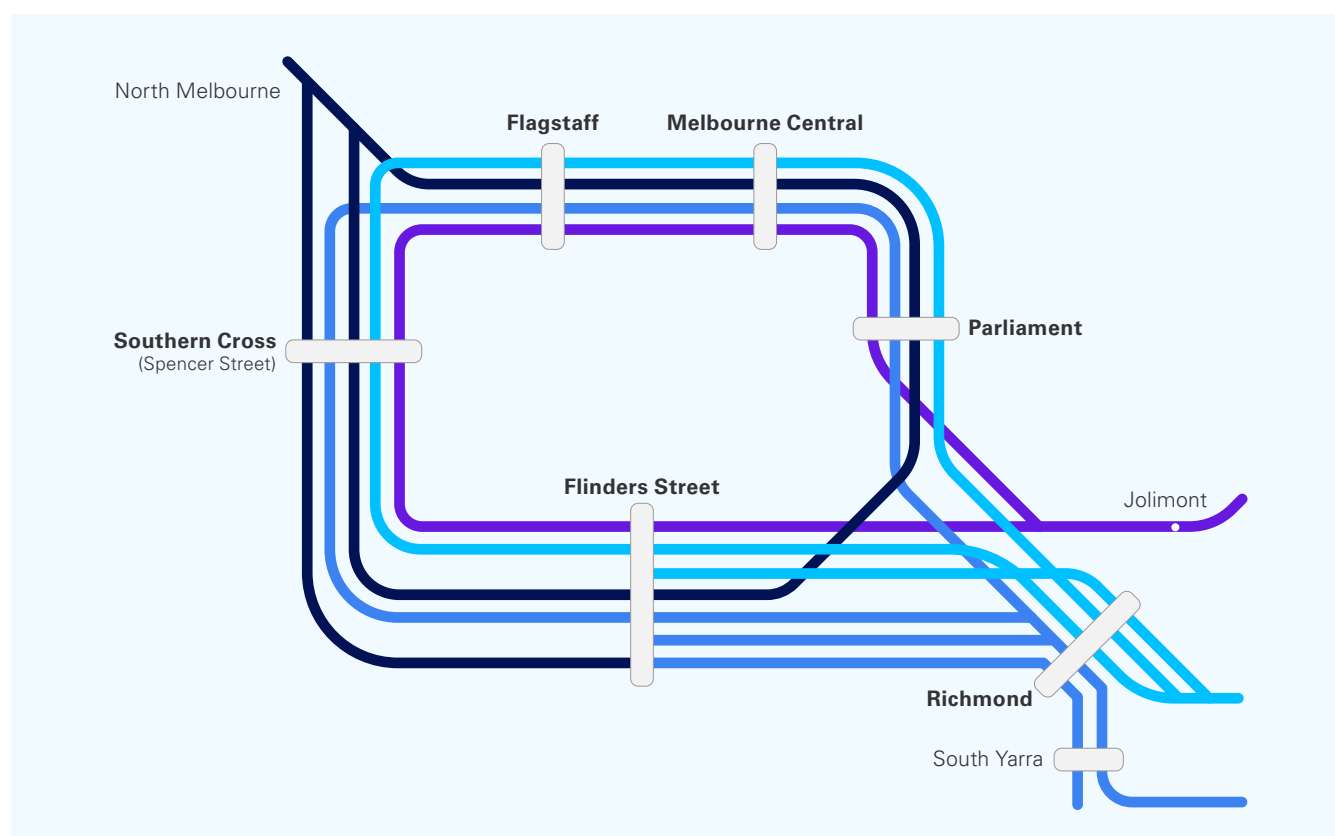 North Melbourne
Flagstaff
Melbourne Central
Southern Cross
(Spencer Street)
Parliament
Flinders Street
Jolimont
Richmond
South Yarra